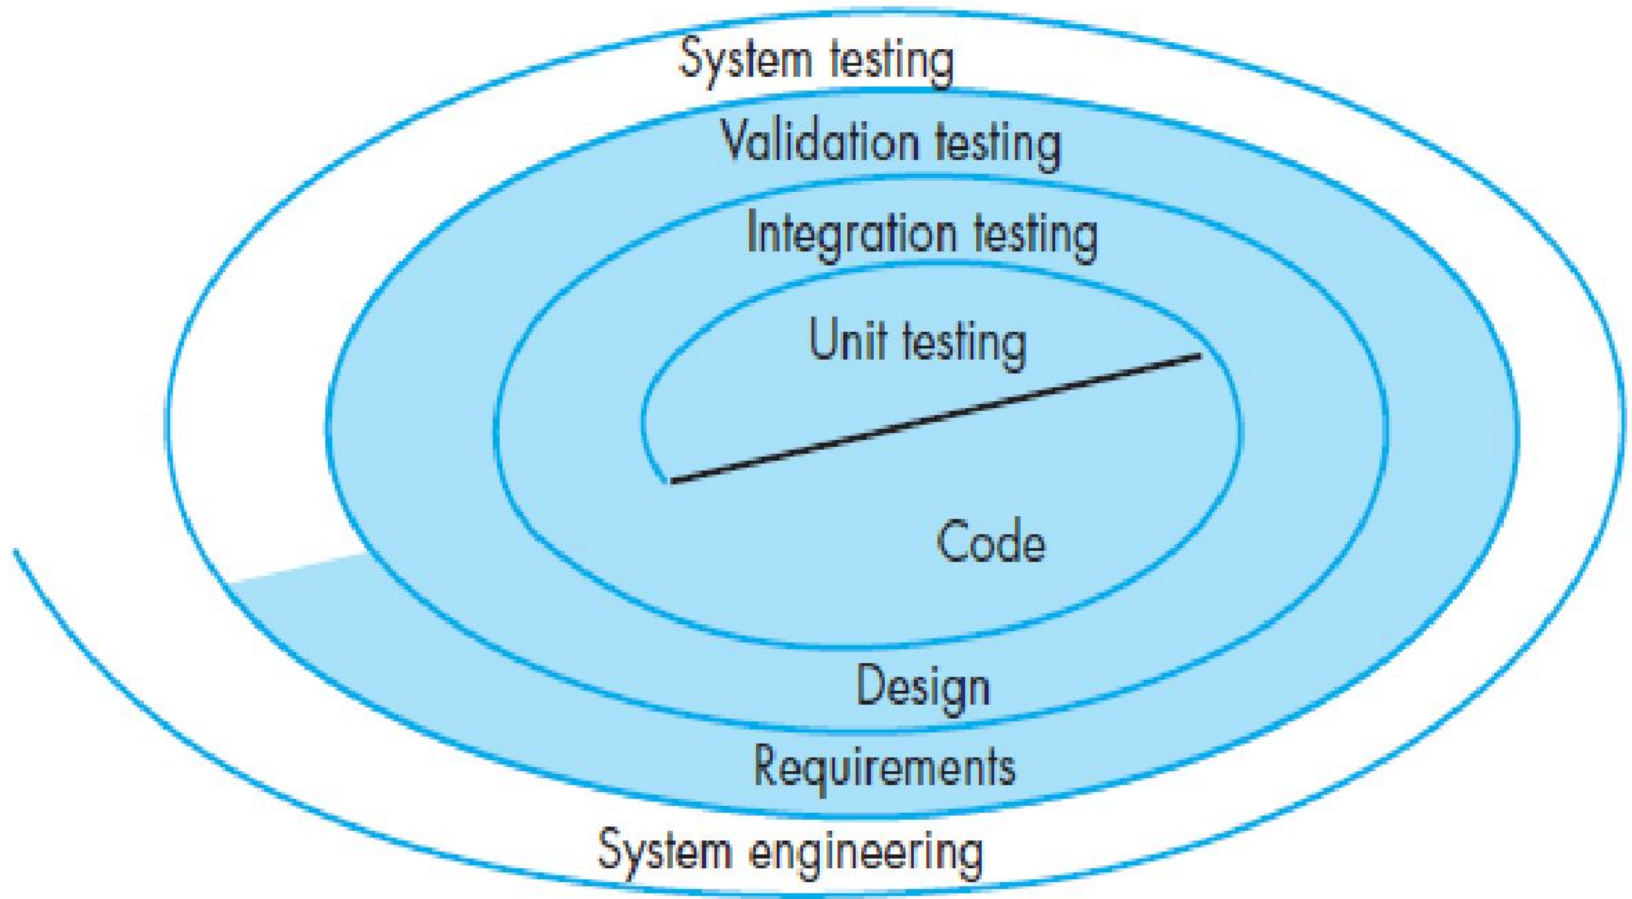 System testing
Validation testing
Integration testing
Unit testing
Code
Design
Requirements
System engineering